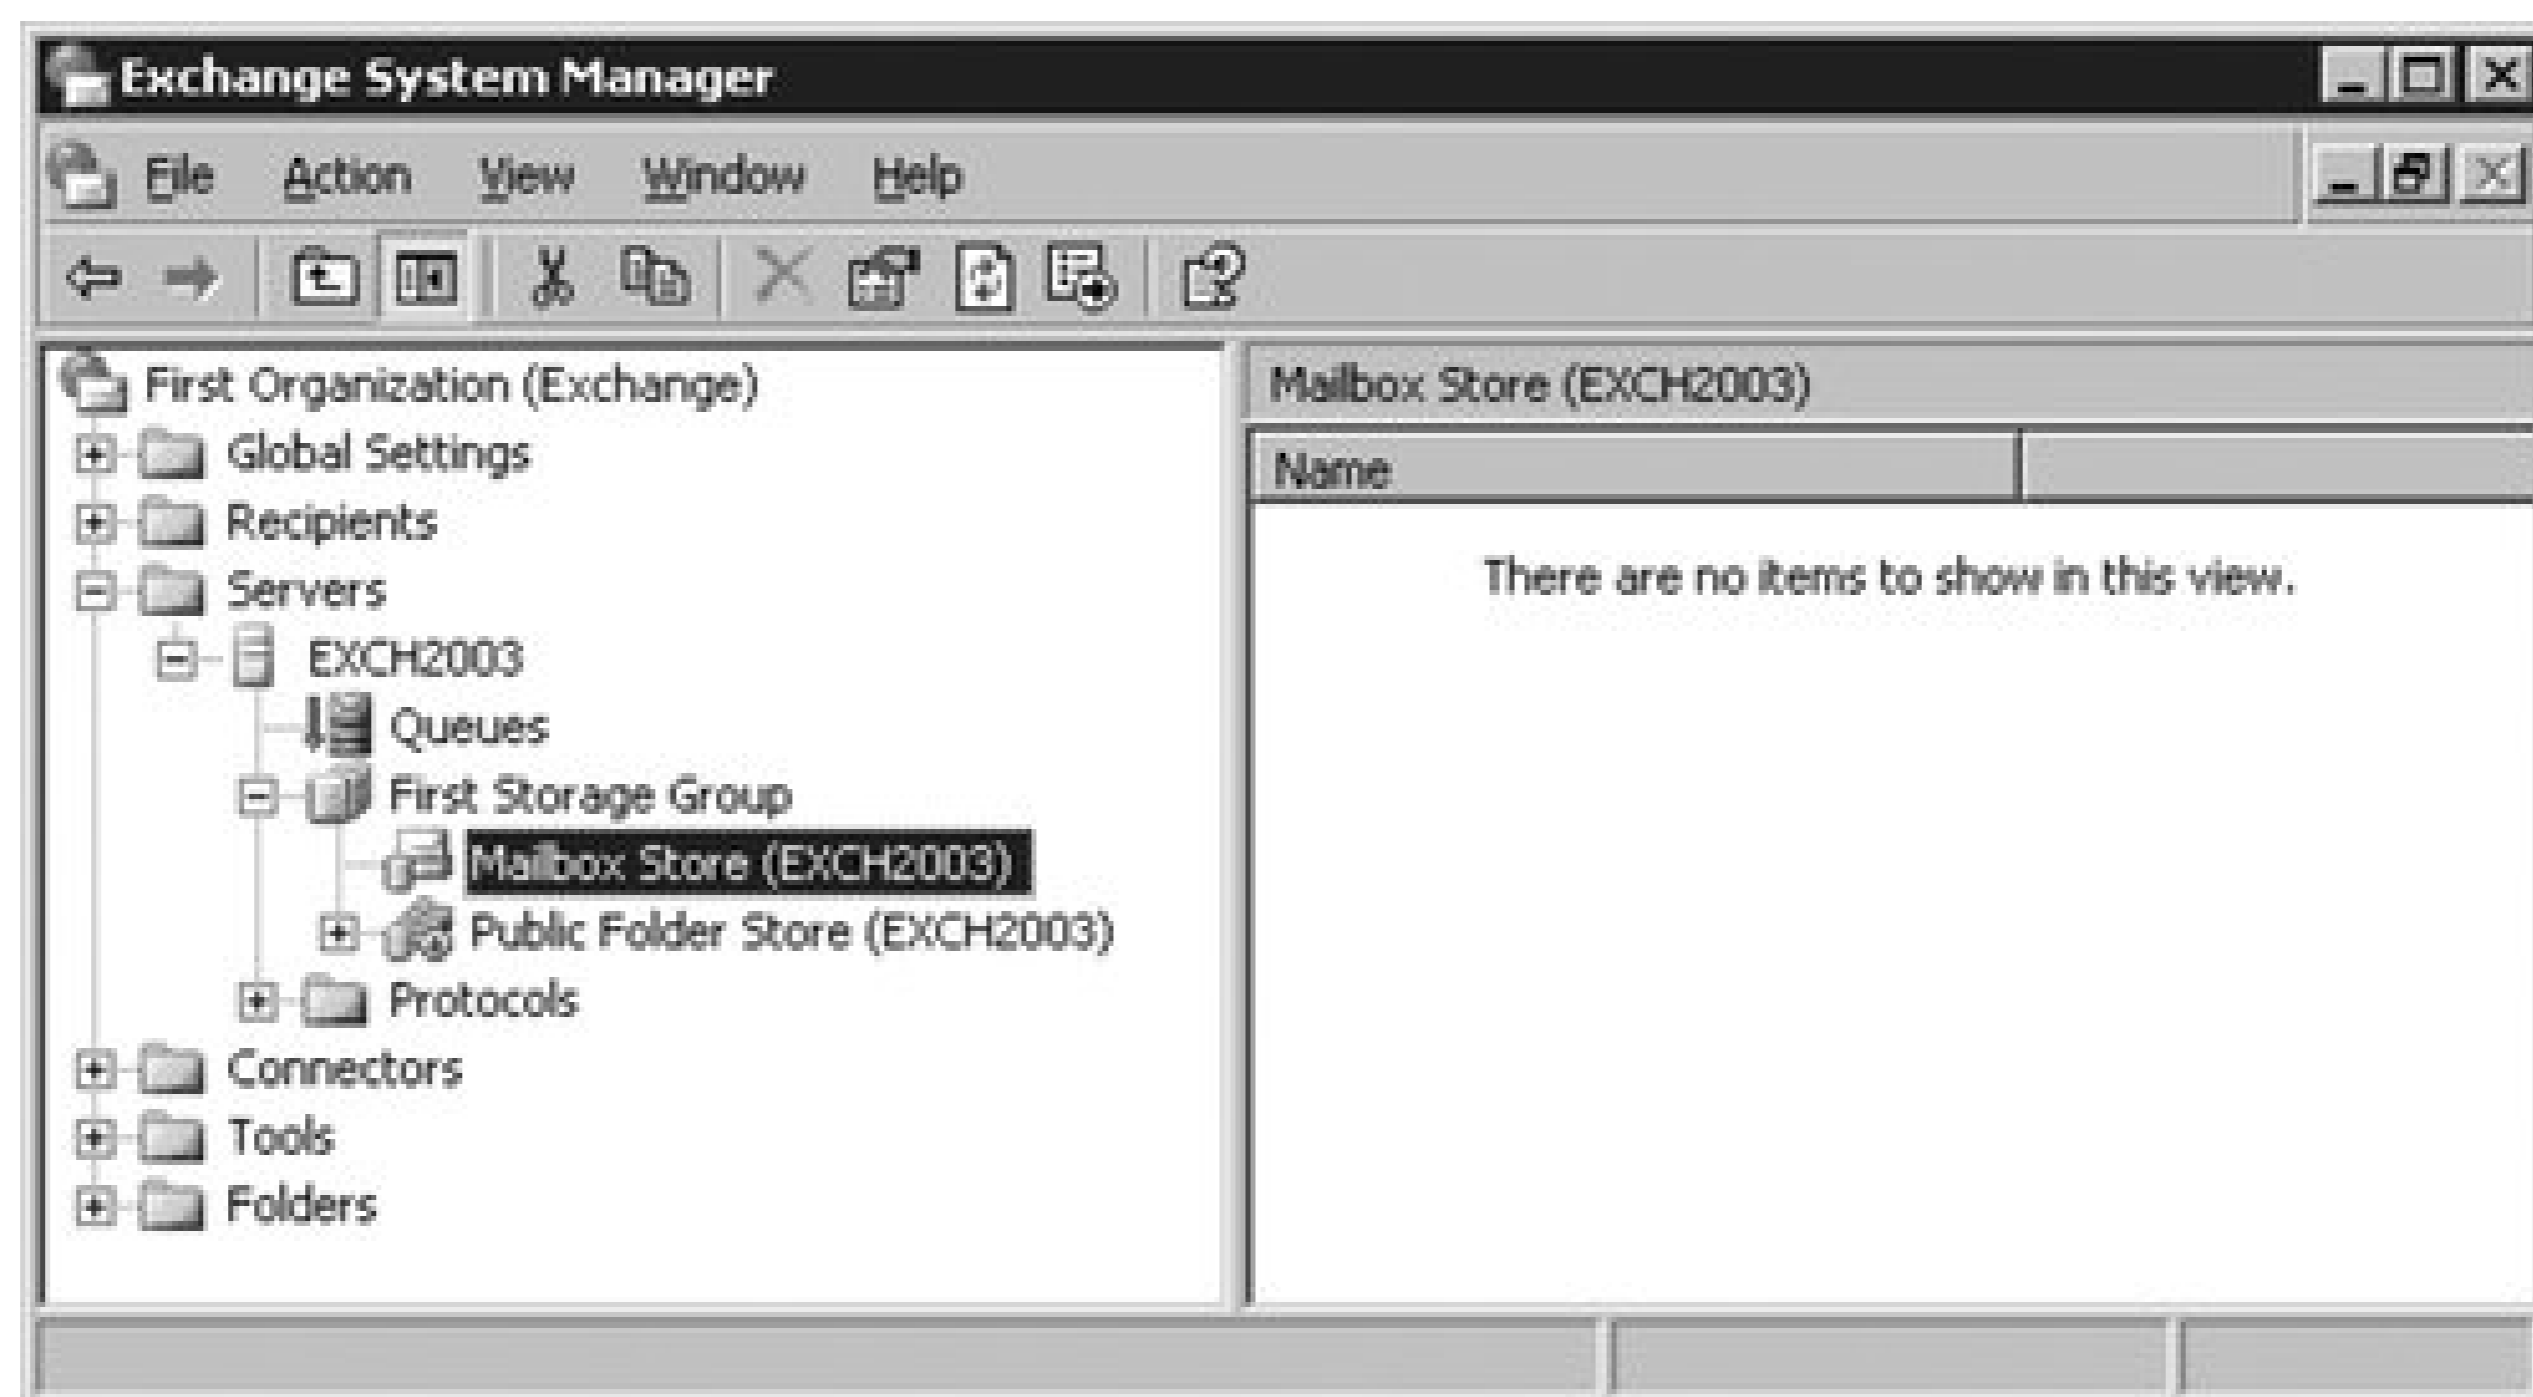 Exchange System Manager
File Action View Window Help
First Organization (Exchange)
Global Settings
Recipients
Servers
EXCH2003
Queues
First Storage Group
Mailbox Store (EXCH2003)
Public Folder Store (EXCH2003)
Protocols
Connectors
Tools
Folders
Mailbox Store (EXCH2003)
Name
There are no items to show in this view.